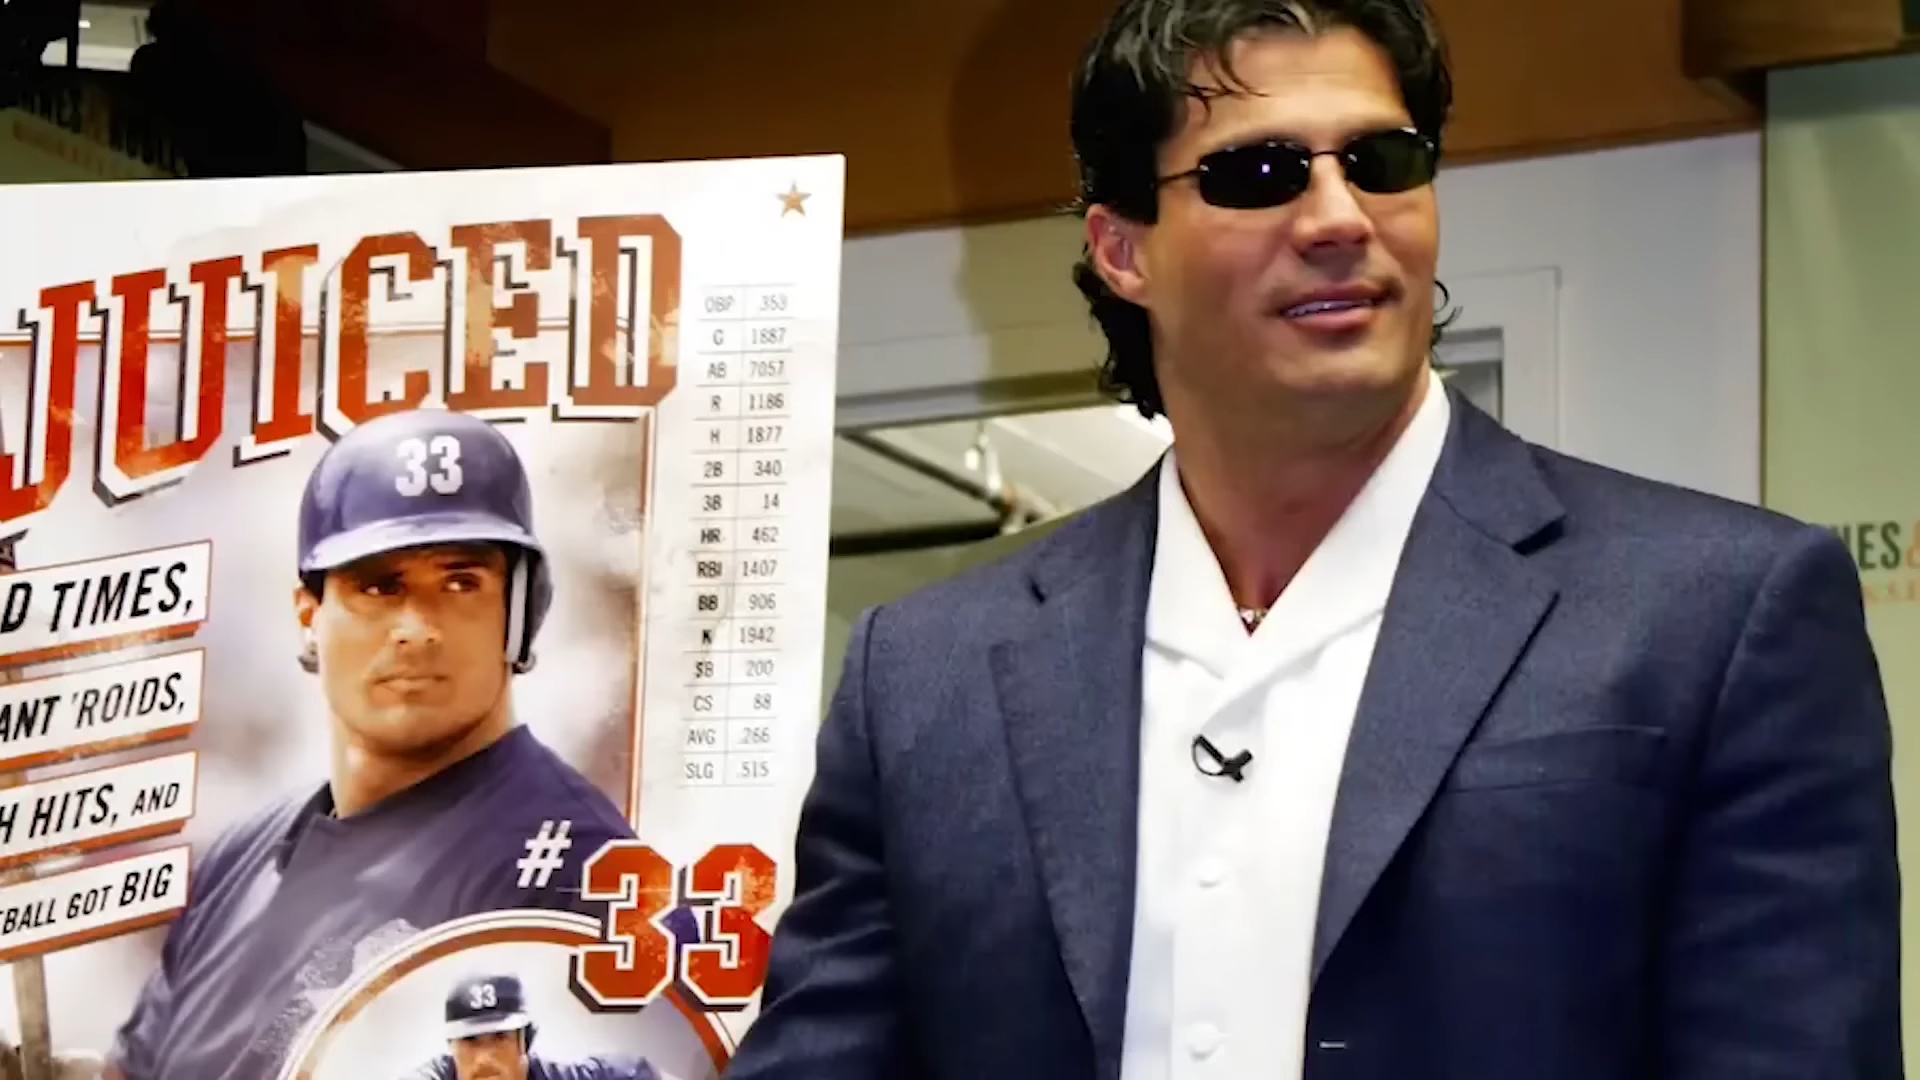 JUICED
D TIMES,
ANT 'ROIDS,
H HITS, AND
BALL GOT BIG
33
OBP .353
G 1887
AB 7057
R 1186
H 1877
2B 340
3B 14
HR 462
RBI 1407
BB 906
K 1942
SB 200
CS 88
AVG .266
SLG .515
#33
33
NES &